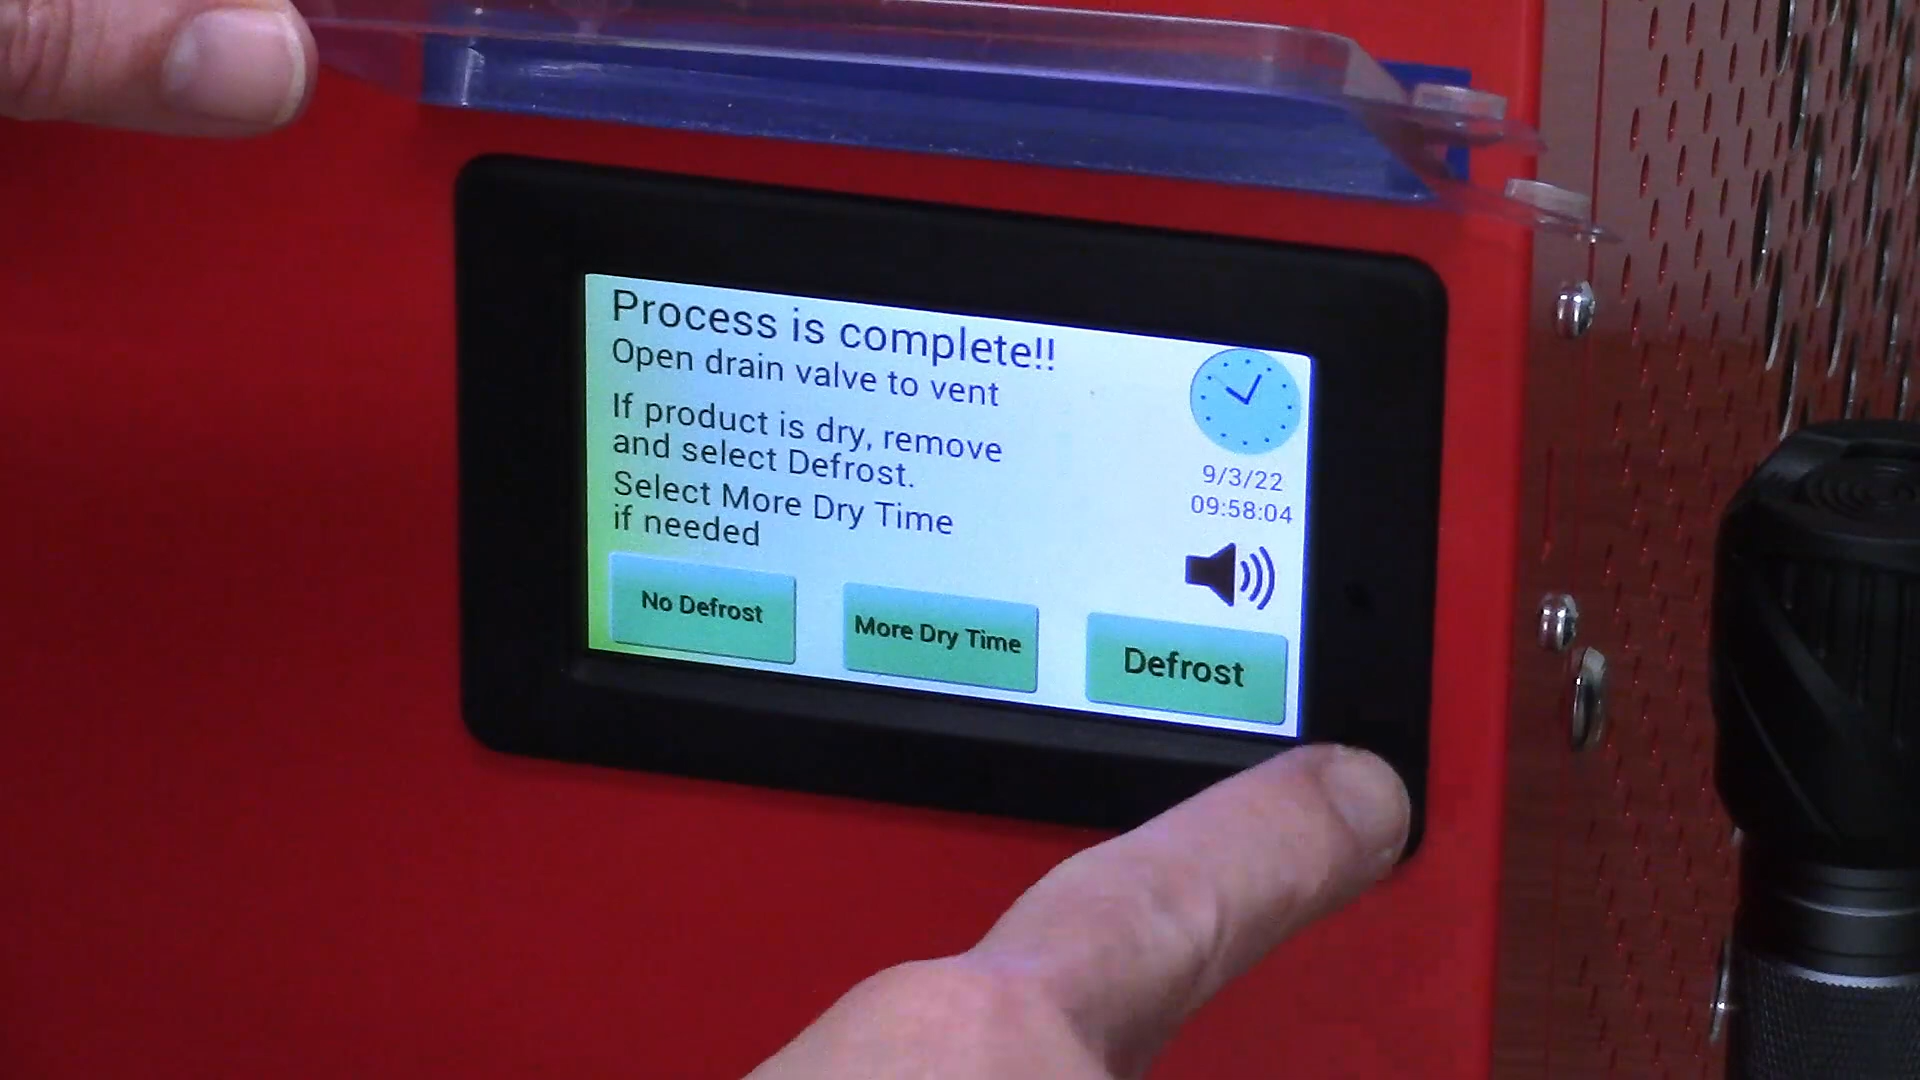 Process is complete!!
Open drain valve to vent
If product is dry, remove
and select Defrost.
Select More Dry Time
if needed
9/3/22
09:58:04
No Defrost
More Dry Time
Defrost